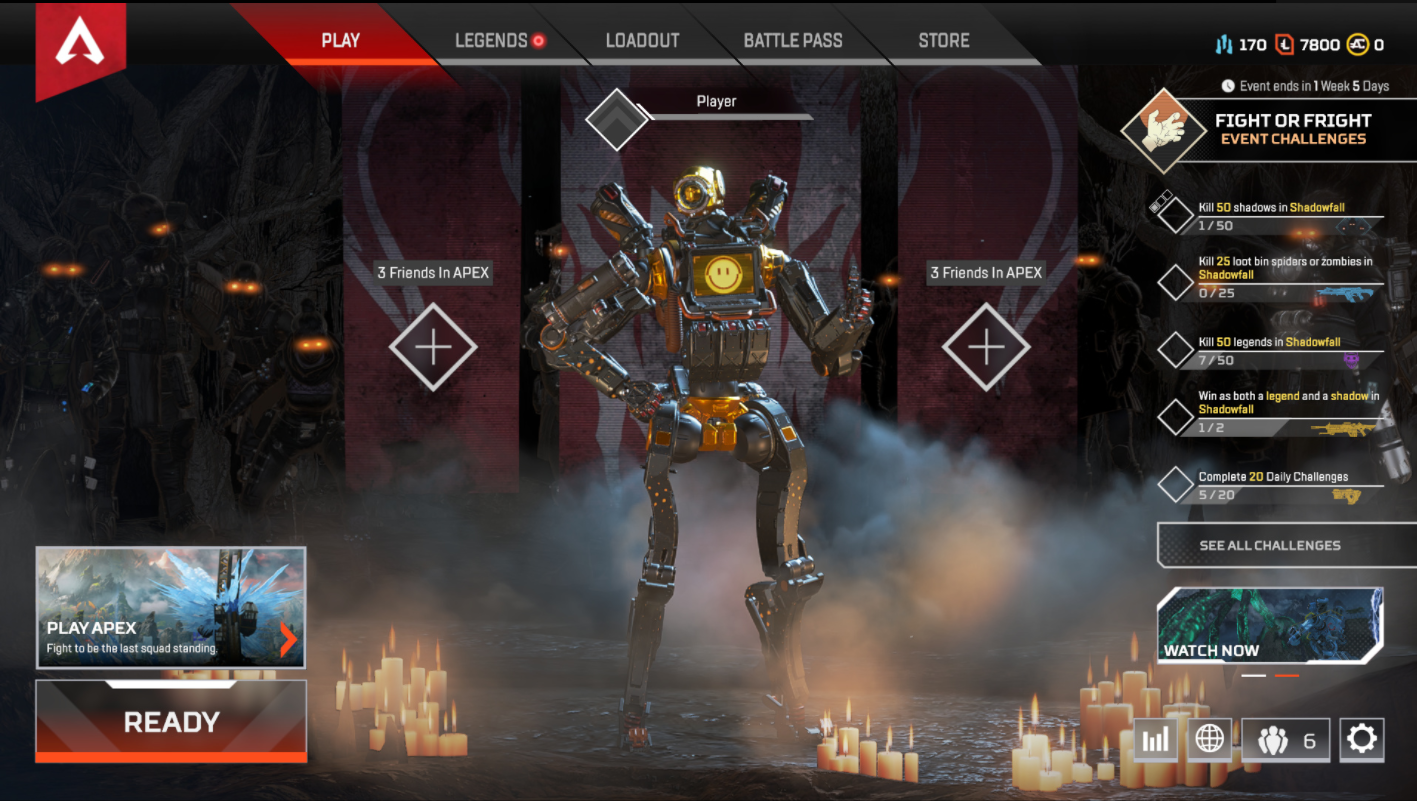 PLAY
LEGENDS
LOADOUT
BATTLE PASS
STORE
170
7800
0
Event ends in 1 Week 5 Days
Player
FIGHT OR FRIGHT
EVENT CHALLENGES
Kill 50 shadows in Shadowfall
1/50
Kill 25 loot bin spiders or zombies in
Shadowfall
0/25
3 Friends In APEX
3 Friends In APEX
Kill 50 legends in Shadowfall
7/50
Win as both a legend and a shadow in
Shadowfall
1/2
Complete 20 Daily Challenges
5/20
SEE ALL CHALLENGES
PLAY APEX
Fight to be the last squad standing.
WATCH NOW
READY
6